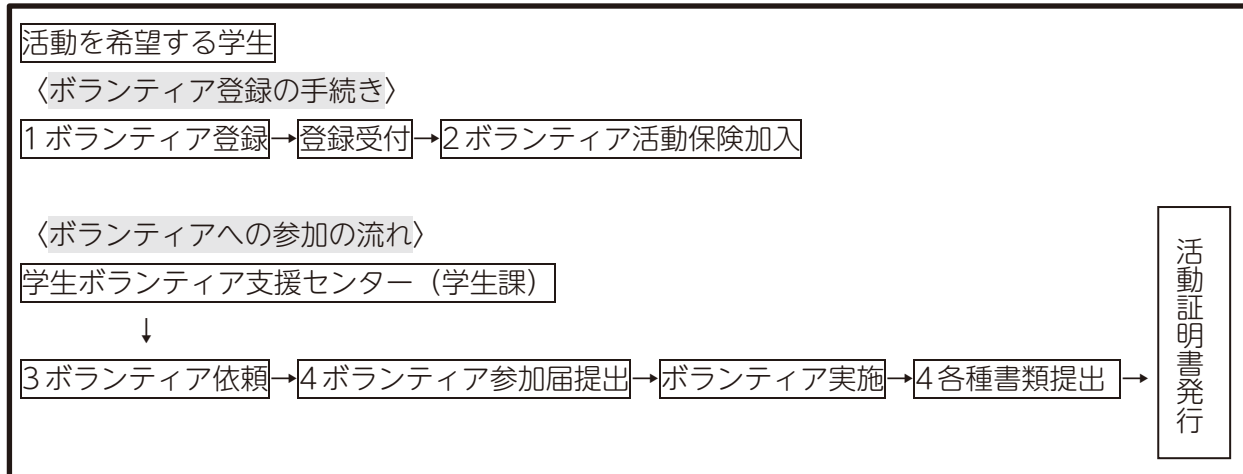 活動を希望する学生
〈ボランティア登録の手続き〉
1ボランティア登録→登録受付→2ボランティア活動保険加入
〈ボランティアへの参加の流れ〉
学生ボランティア支援センター（学生課）
↓
3ボランティア依頼→4ボランティア参加届提出→ボランティア実施→4各種書類提出→
活動証明書発行